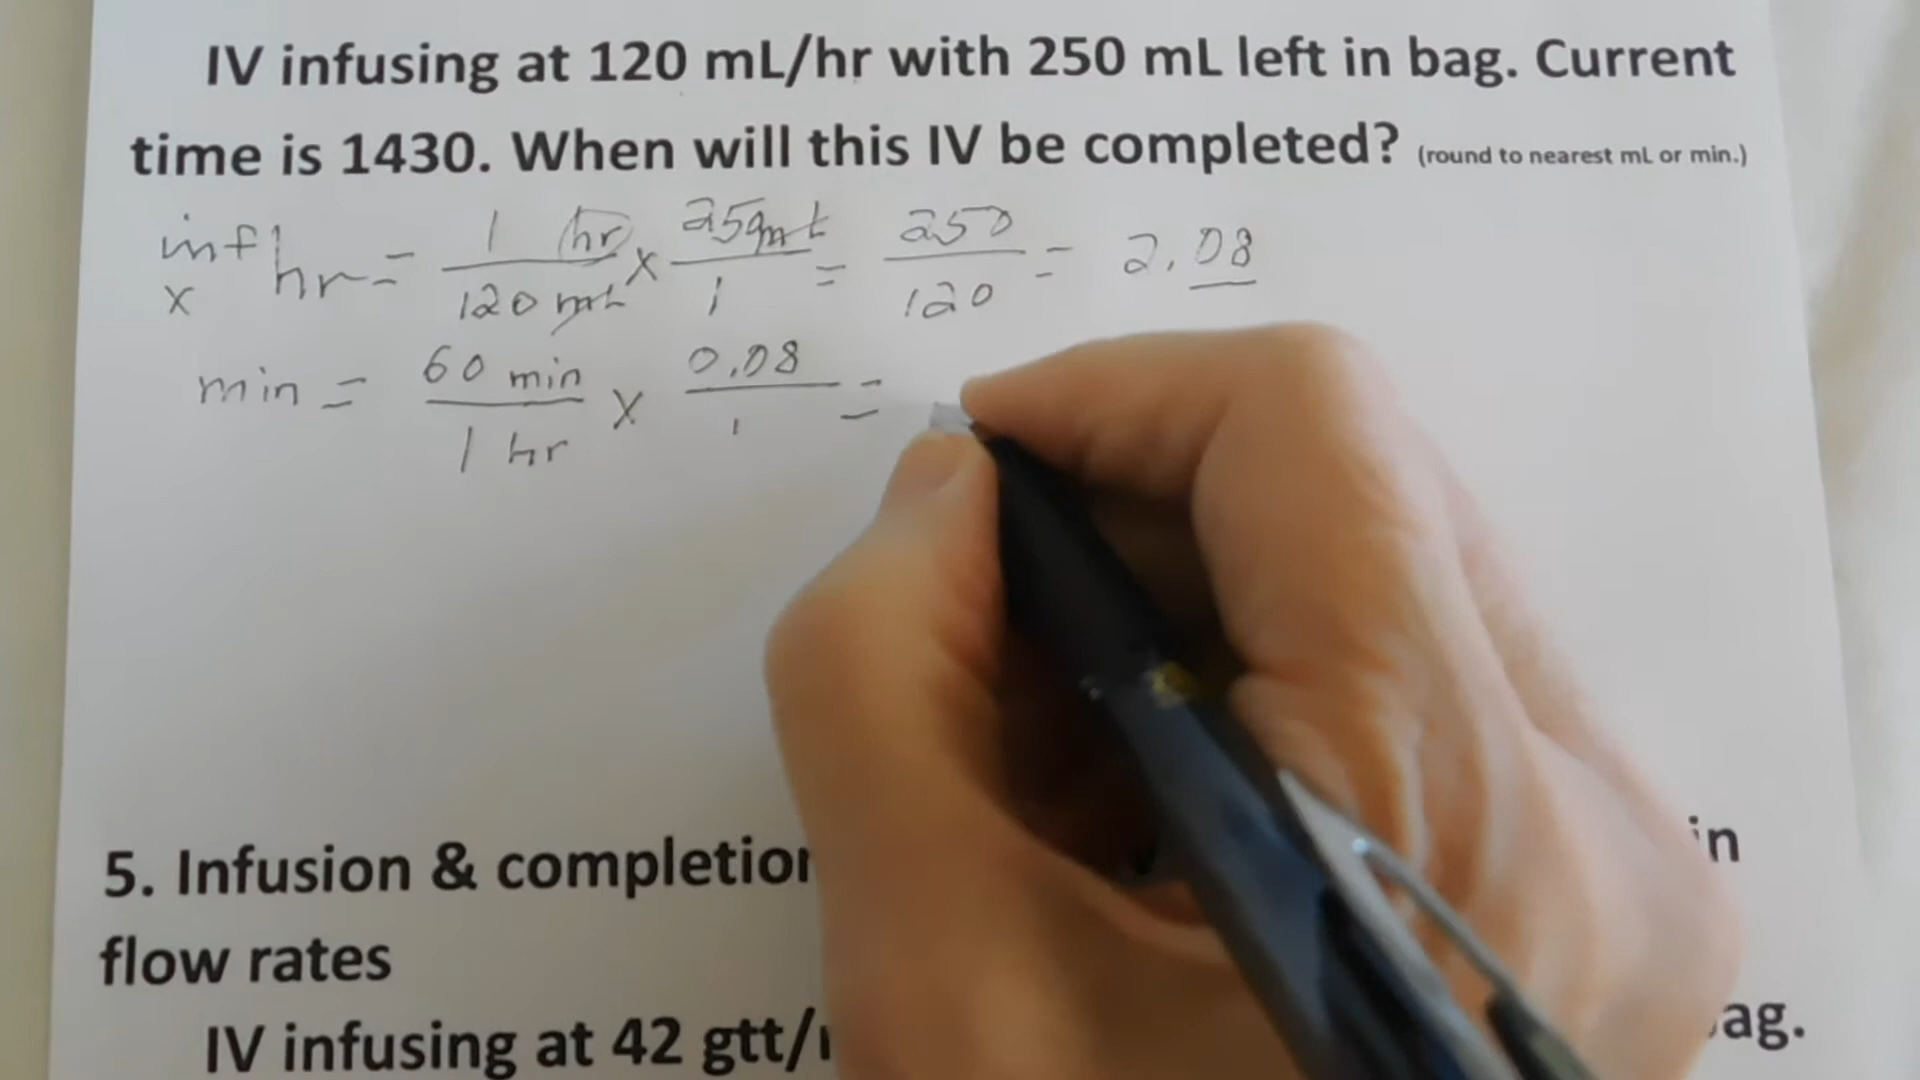 IV infusing at 120 mL/hr with 250 mL left in bag. Current
time is 1430. When will this IV be completed? (round to nearest mL or min.)
inf x hr = 1 hr / 120 mL x 250 mL / 1 = 250 / 120 = 2.08
min = 60 min / 1 hr x 0.08 / 1 =
5. Infusion & completion in
flow rates
IV infusing at 42 gtt/ bag.